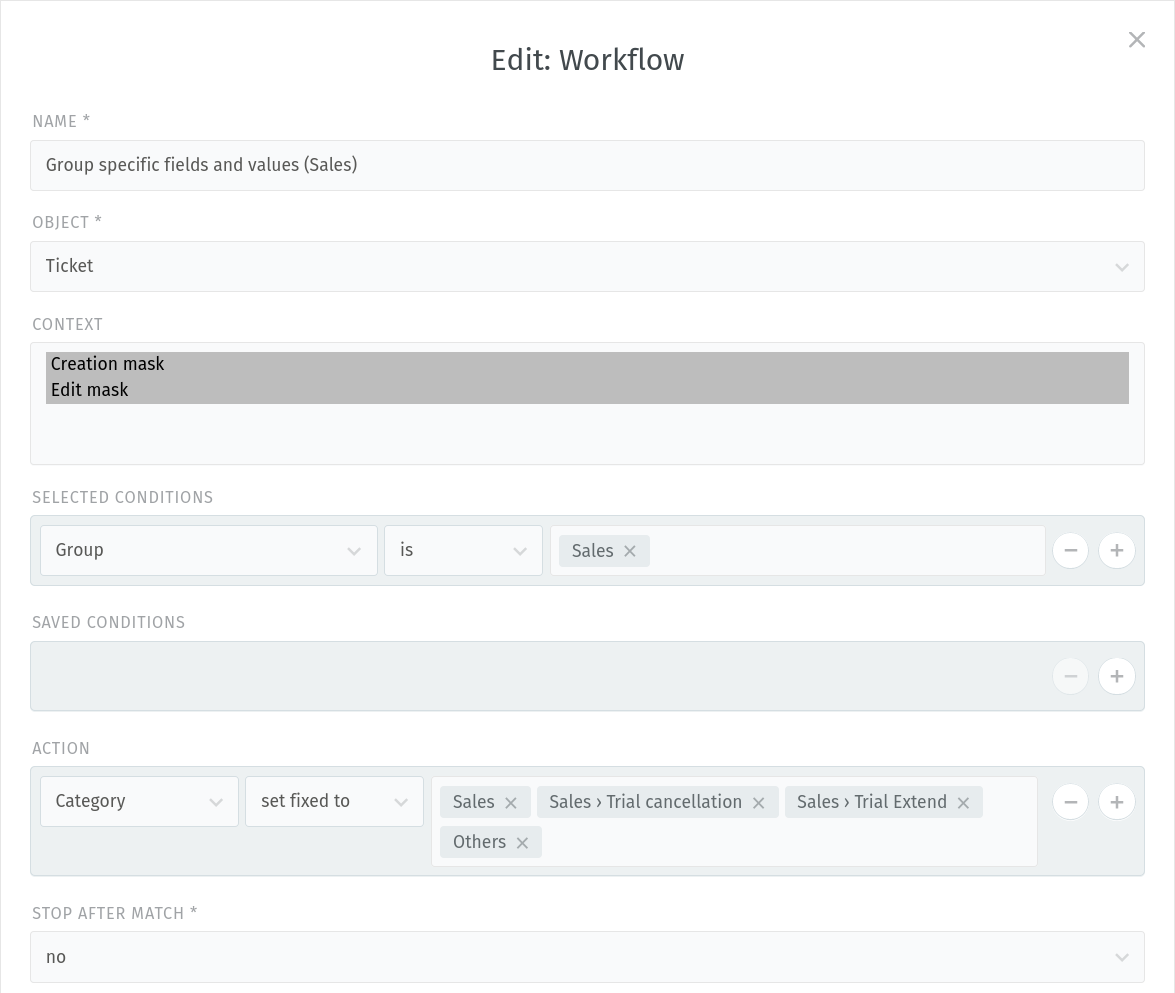 Edit: Workflow
NAME *
Group specific fields and values (Sales)
OBJECT *
Ticket
CONTEXT
Creation mask
Edit mask
SELECTED CONDITIONS
Group is Sales
SAVED CONDITIONS
ACTION
Category set fixed to Sales Sales › Trial cancellation Sales › Trial Extend
Others
STOP AFTER MATCH *
no